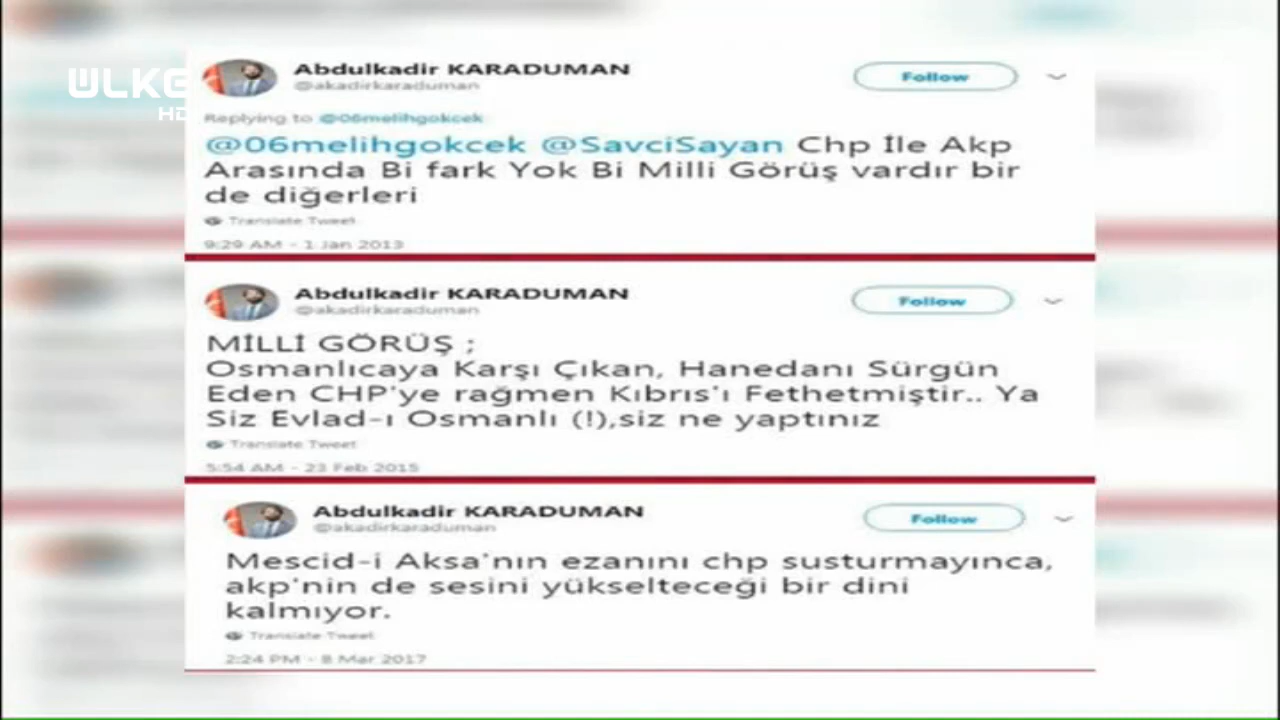 ÜLKE
HD
Abdulkadir KARADUMAN
Follow
@akadirkaraduman
Replying to @06melihgokcek
@06melihgokcek @SavciSayan Chp İle Akp
Arasında Bi fark Yok Bi Milli Görüş vardır bir
de diğerleri
Translate Tweet
9:29 AM - 1 Jan 2013
Abdulkadir KARADUMAN
Follow
@akadirkaraduman
MİLLİ GÖRÜŞ ;
Osmanlıcaya Karşı Çıkan, Hanedanı Sürgün
Eden CHP'ye rağmen Kıbrıs'ı Fethetmiştir.. Ya
Siz Evlad-ı Osmanlı (!),siz ne yaptınız
Translate Tweet
5:54 AM - 23 Feb 2015
Abdulkadir KARADUMAN
Follow
@akadirkaraduman
Mescid-i Aksa'nın ezanını chp susturmayınca,
akp'nin de sesini yükselteceği bir dini
kalmıyor.
Translate Tweet
2:24 PM - 8 Mar 2017